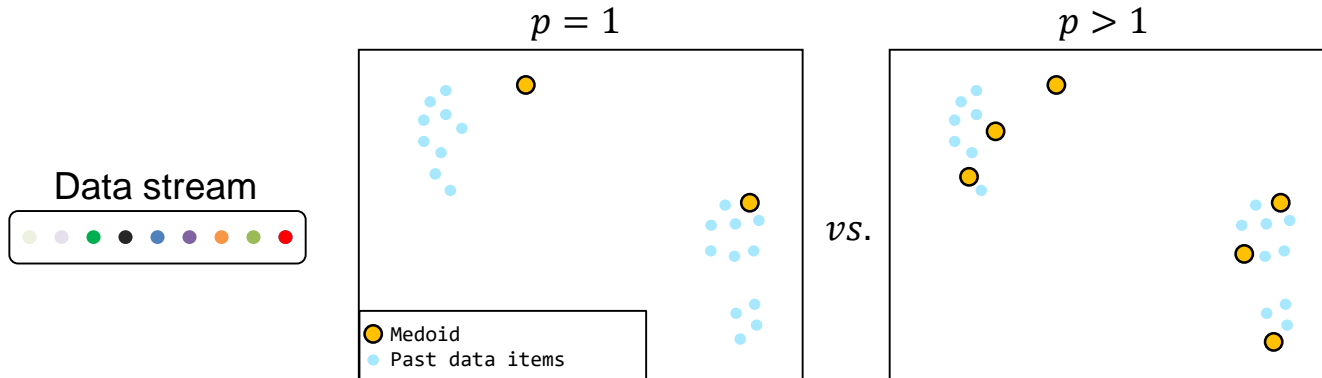 p = 1
p > 1
Data stream
vs.
Medoid
Past data items